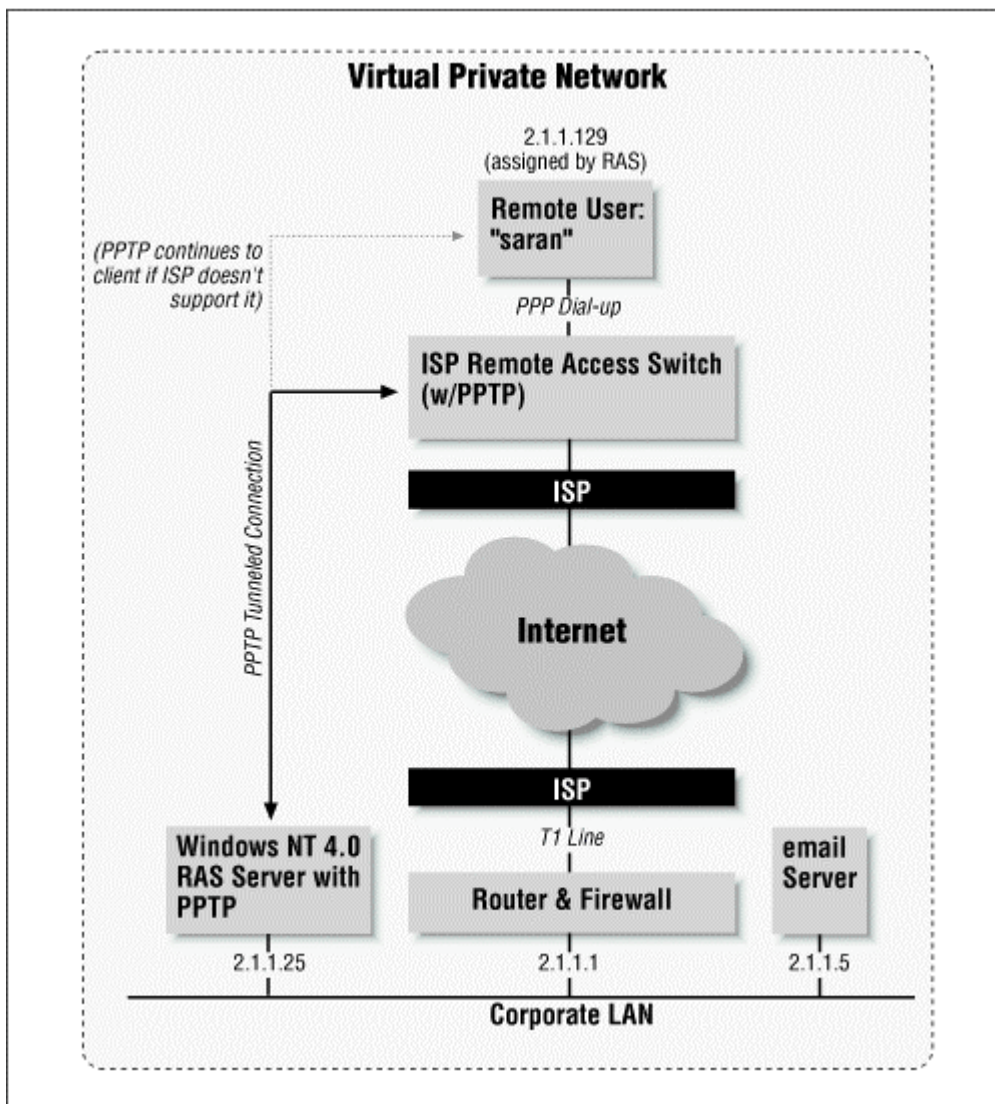 Virtual Private Network
2.1.1.129
(assigned by RAS)
Remote User:
"saran"
(PPTP continues to
client if ISP doesn't
support it)
PPP Dial-up
ISP Remote Access Switch
(w/PPTP)
ISP
PPTP Tunneled Connection
Internet
ISP
T1 Line
Windows NT 4.0
RAS Server with
PPTP
Router & Firewall
email
Server
2.1.1.25
2.1.1.1
2.1.1.5
Corporate LAN